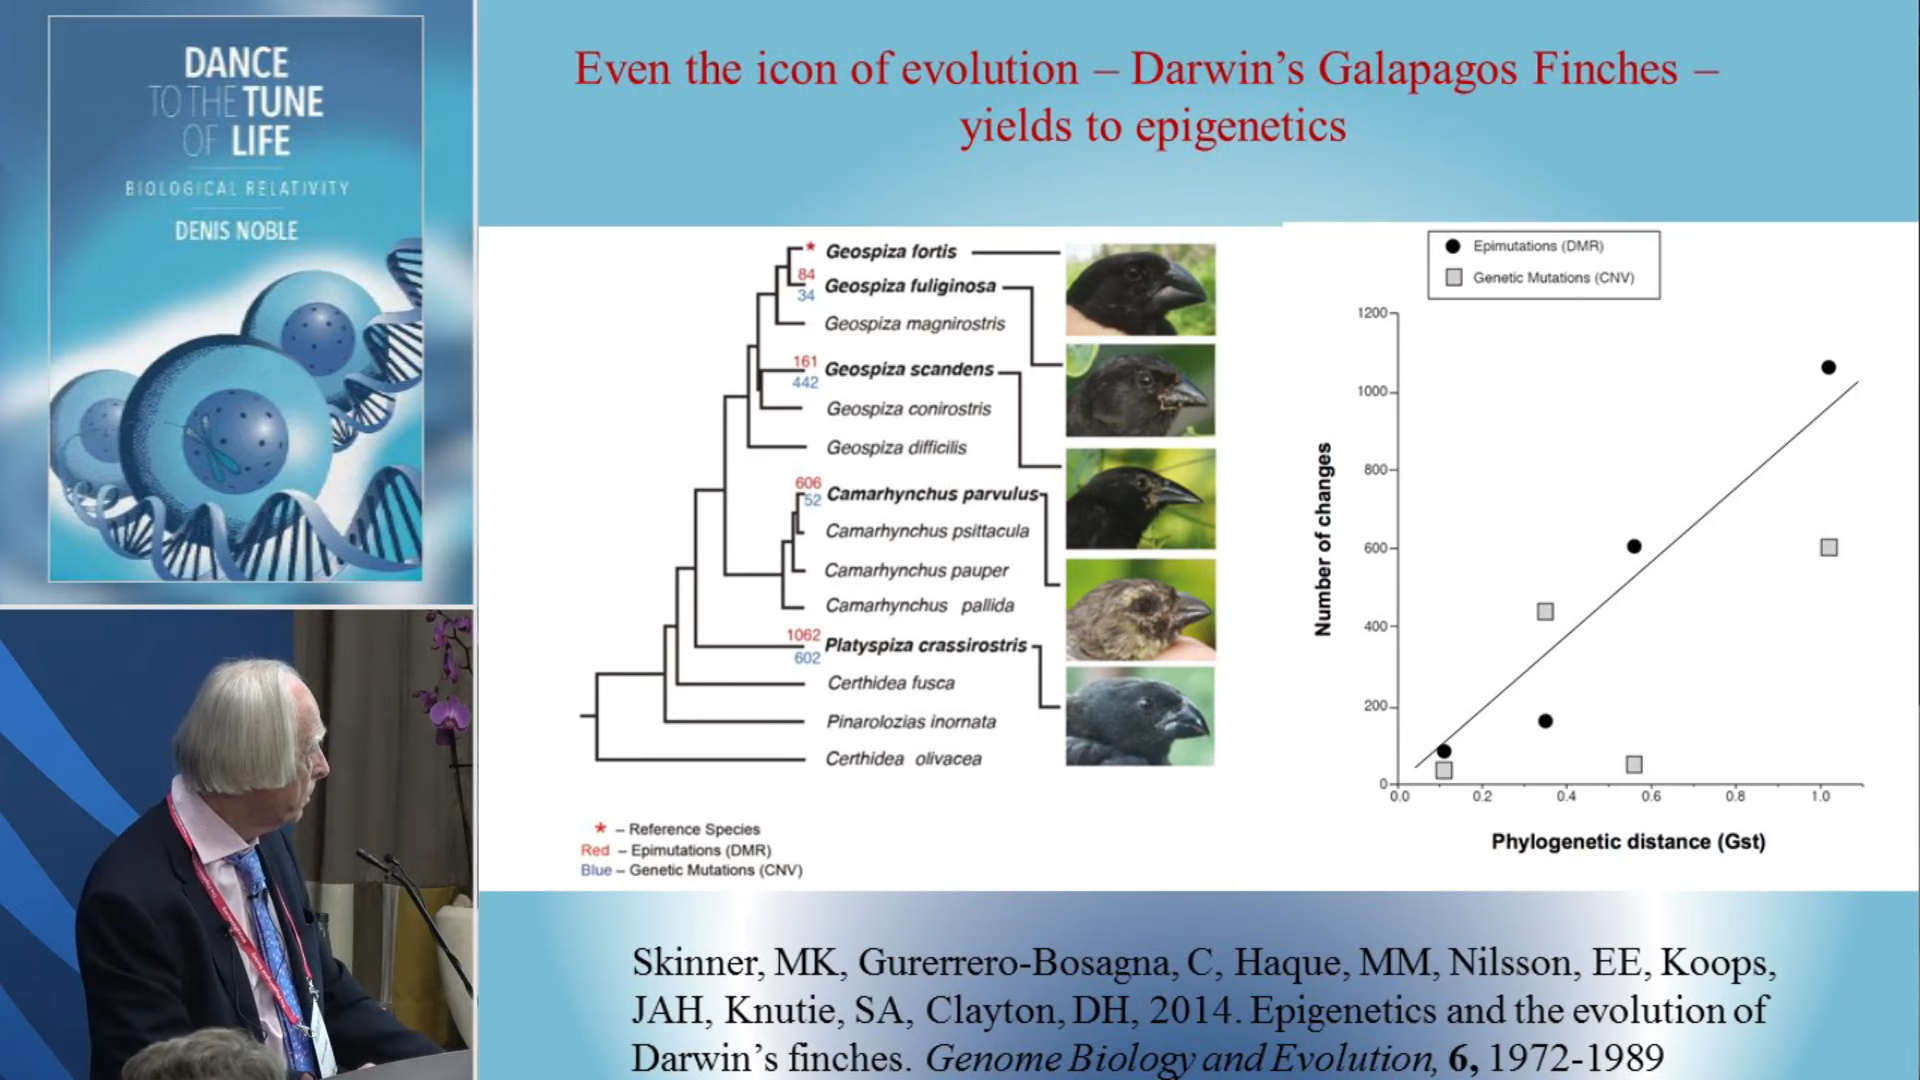 DANCE
TO THE TUNE
OF LIFE
BIOLOGICAL RELATIVITY
DENIS NOBLE
Even the icon of evolution – Darwin’s Galapagos Finches –
yields to epigenetics
* Geospiza fortis
84
34
Geospiza fuliginosa
Geospiza magnirostris
161
442
Geospiza scandens
Geospiza conirostris
Geospiza difficilis
606
52
Camarhynchus parvulus
Camarhynchus psittacula
Camarhynchus pauper
Camarhynchus pallida
1062
602
Platyspiza crassirostris
Certhidea fusca
Pinarolozias inornata
Certhidea olivacea
* – Reference Species
Red – Epimutations (DMR)
Blue – Genetic Mutations (CNV)
Epimutations (DMR)
Genetic Mutations (CNV)
1200
1000
800
600
400
200
0
Number of changes
0.0 0.2 0.4 0.6 0.8 1.0
Phylogenetic distance (Gst)
Skinner, MK, Gurerrero-Bosagna, C, Haque, MM, Nilsson, EE, Koops,
JAH, Knutie, SA, Clayton, DH, 2014. Epigenetics and the evolution of
Darwin’s finches. Genome Biology and Evolution, 6, 1972-1989